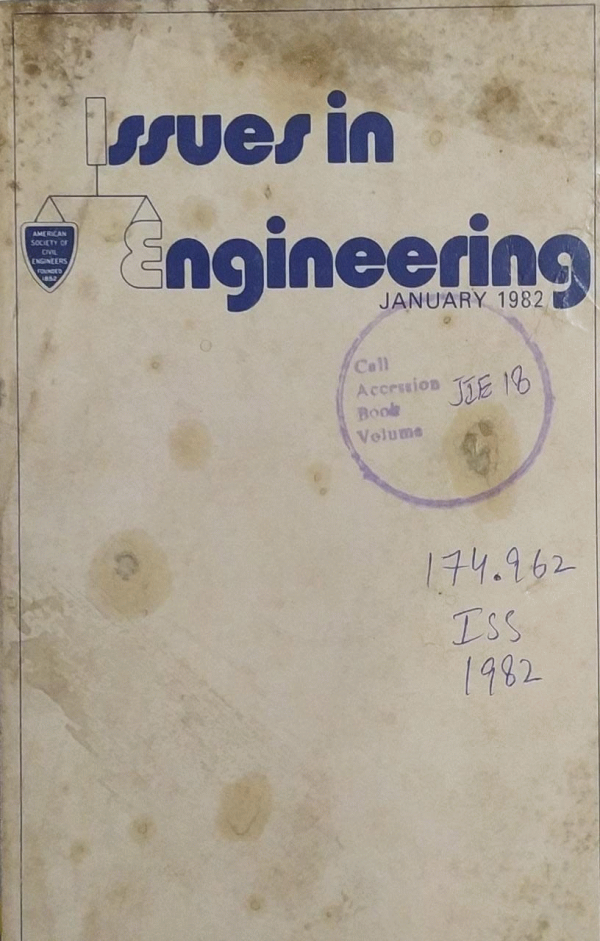 Issues in
Engineering
JANUARY 1982
AMERICAN
SOCIETY OF
CIVIL
ENGINEERS
FOUNDED
1852
Call
Accession JIE 18
Book
Volume
174.962
ISS
1982